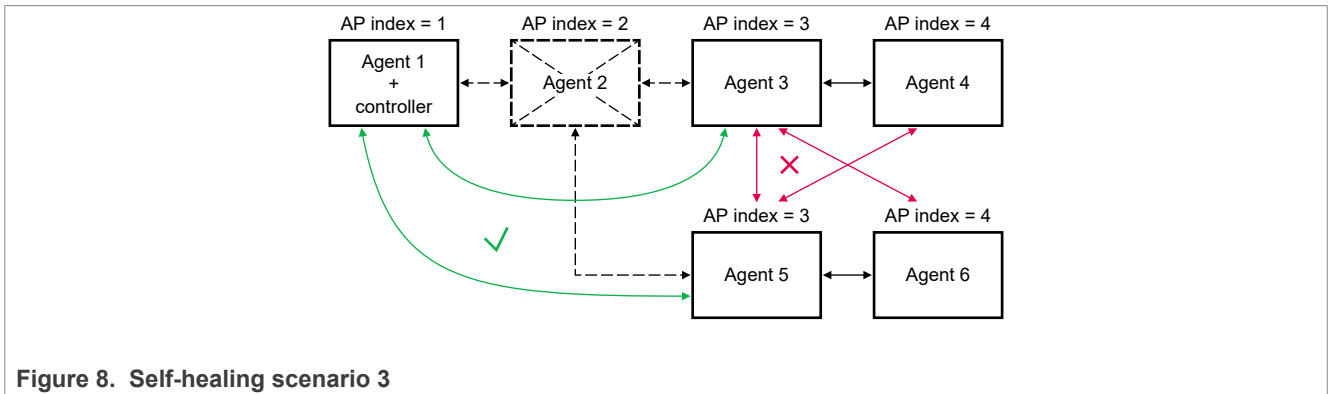 AP index = 1
AP index = 2
AP index = 3
AP index = 4
Agent 1
+
controller
Agent 2
Agent 3
Agent 4
AP index = 3
AP index = 4
Agent 5
Agent 6
Figure 8. Self-healing scenario 3